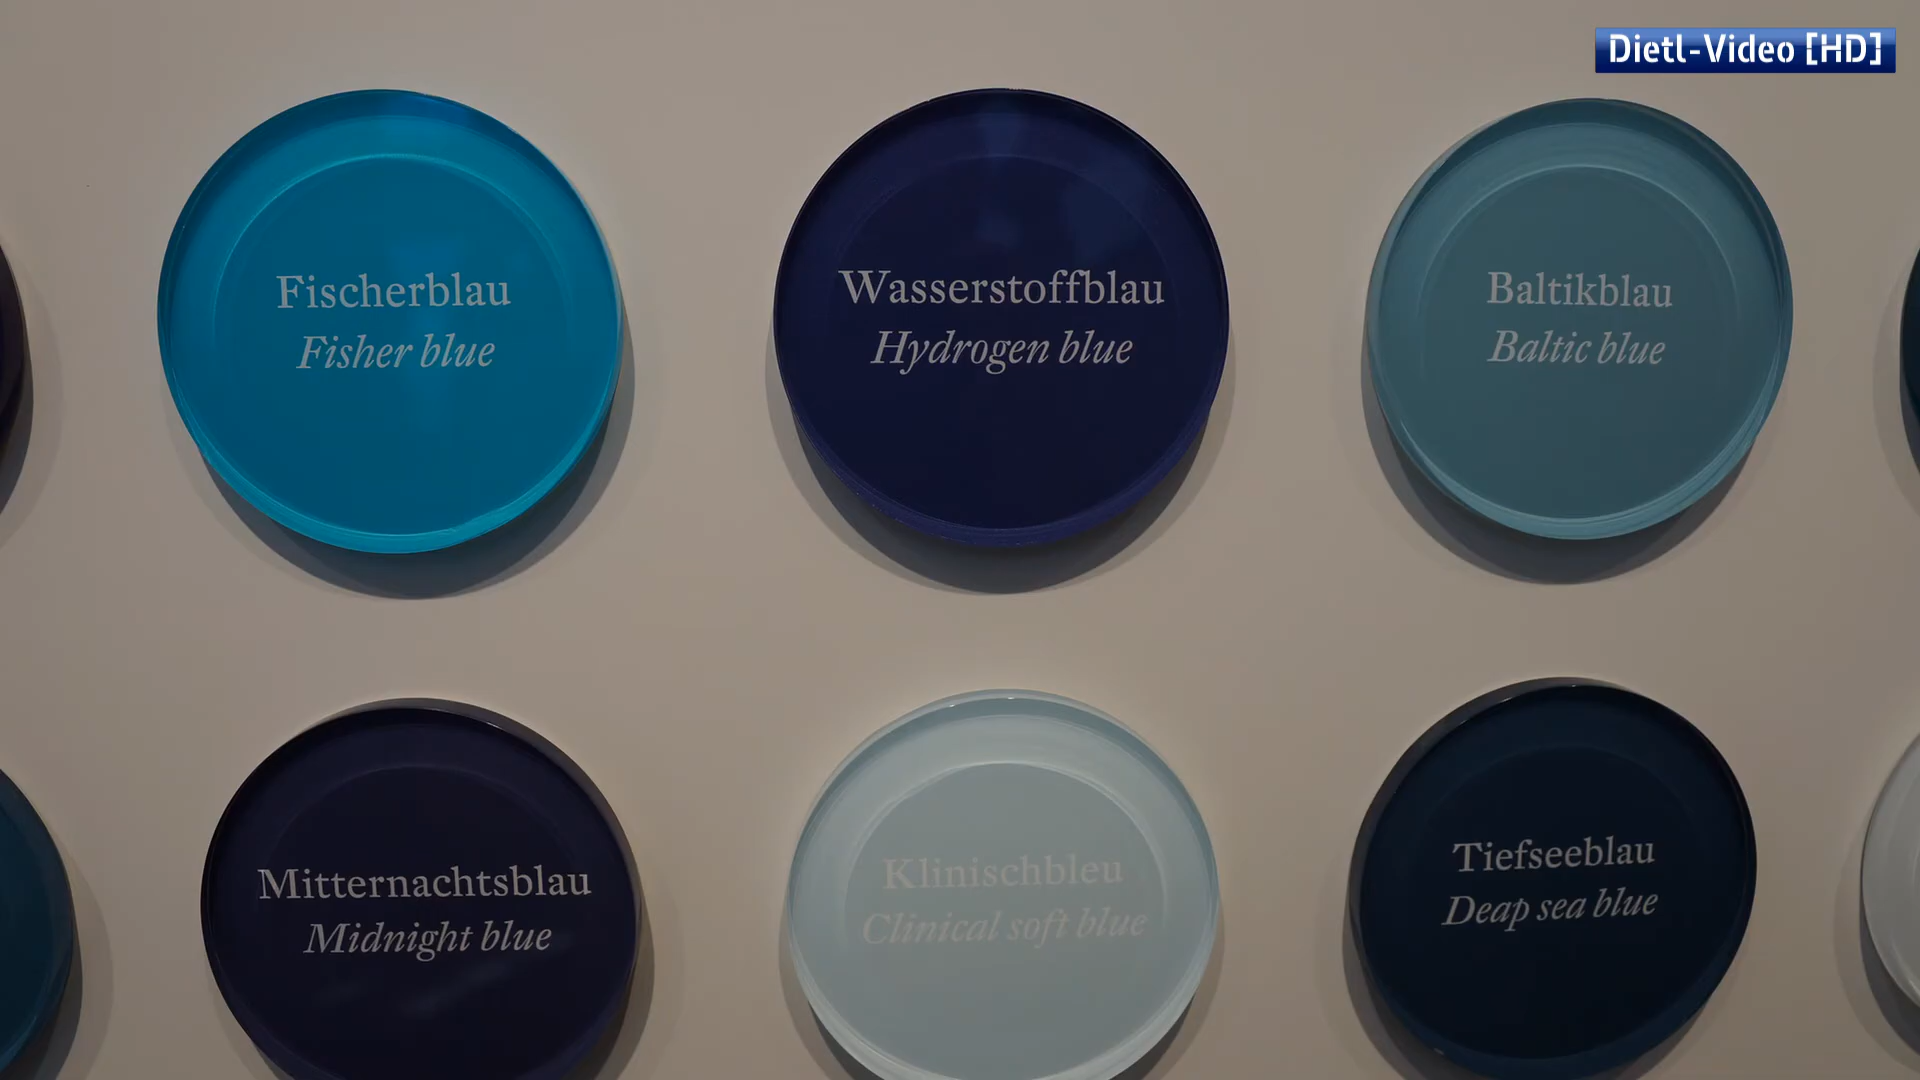 Dietl-Video [HD]
Fischerblau
Fisher blue
Wasserstoffblau
Hydrogen blue
Baltikblau
Baltic blue
Mitternachtsblau
Midnight blue
Klinischbleu
Clinical soft blue
Tiefseeblau
Deap sea blue